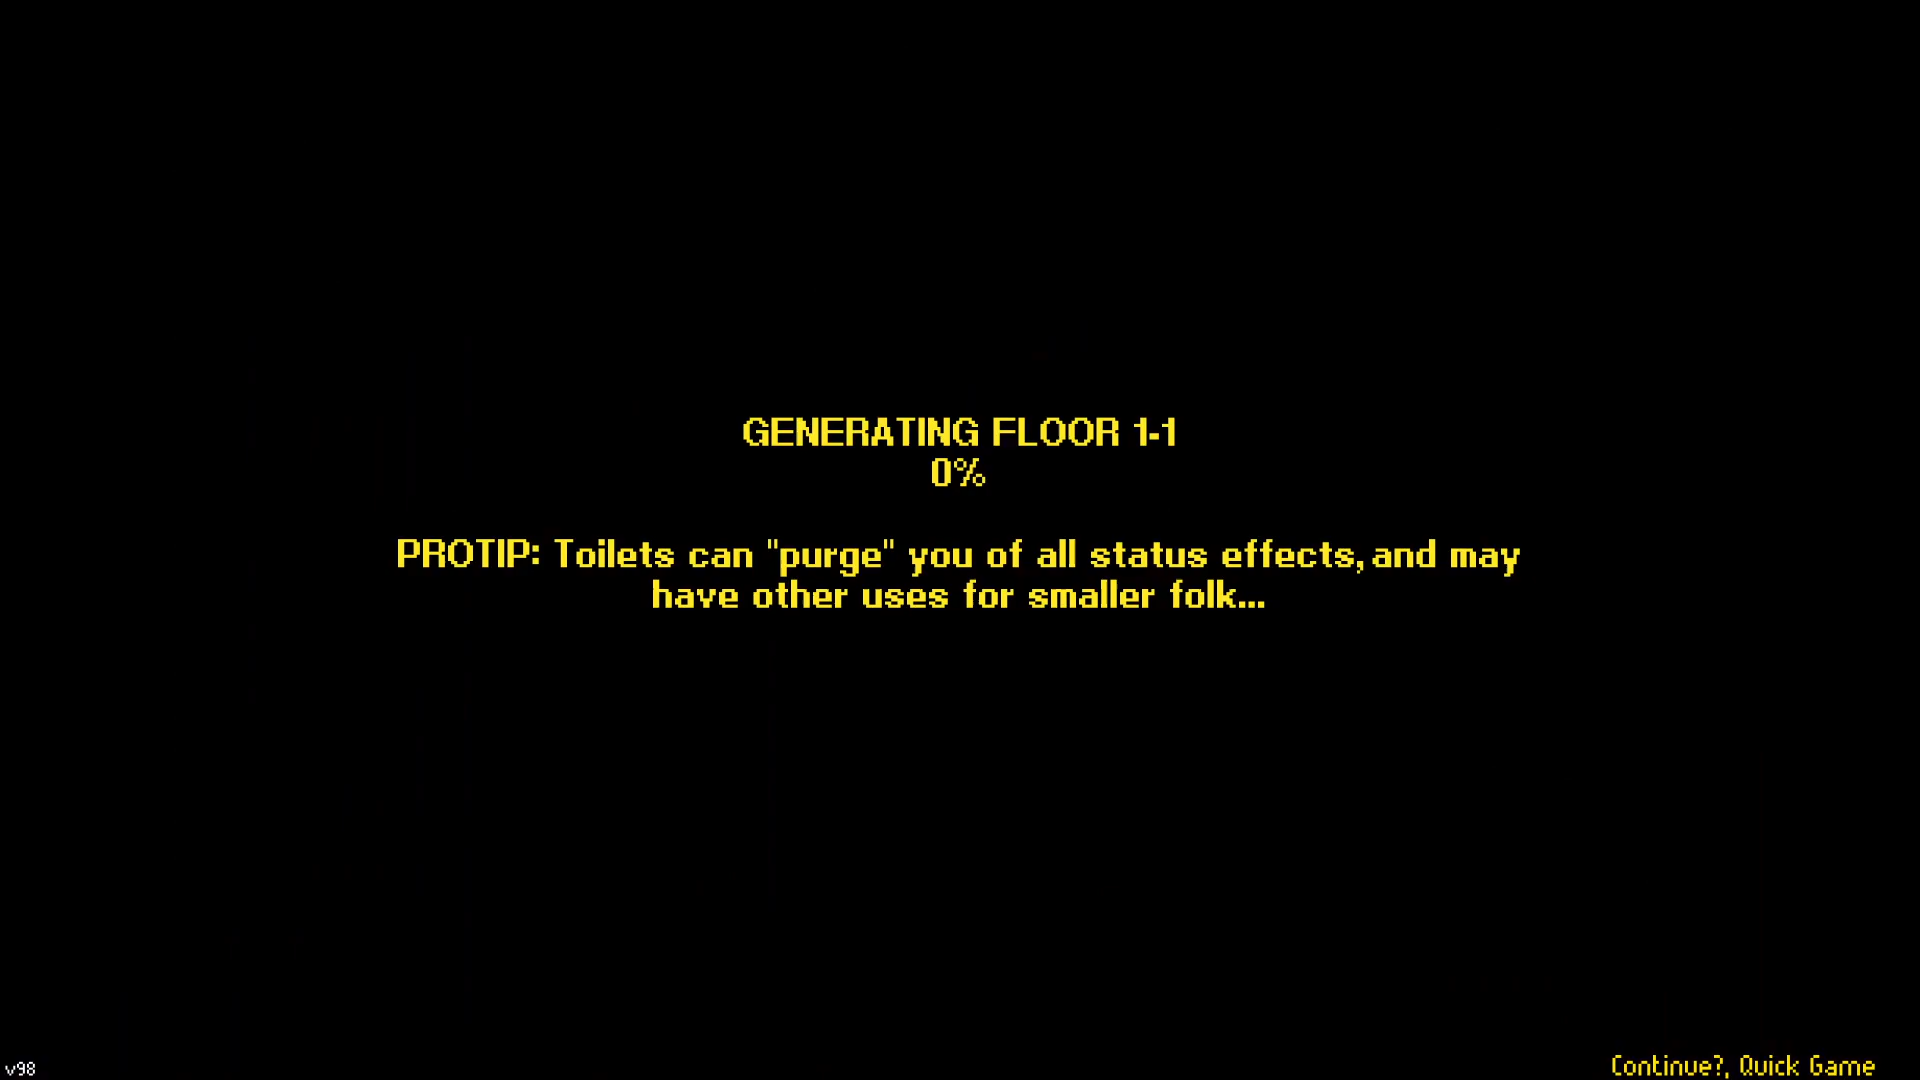 GENERATING FLOOR 1-1
0%
PROTIP: Toilets can "purge" you of all status effects, and may
have other uses for smaller folk...
v98
Continue?, Quick Game